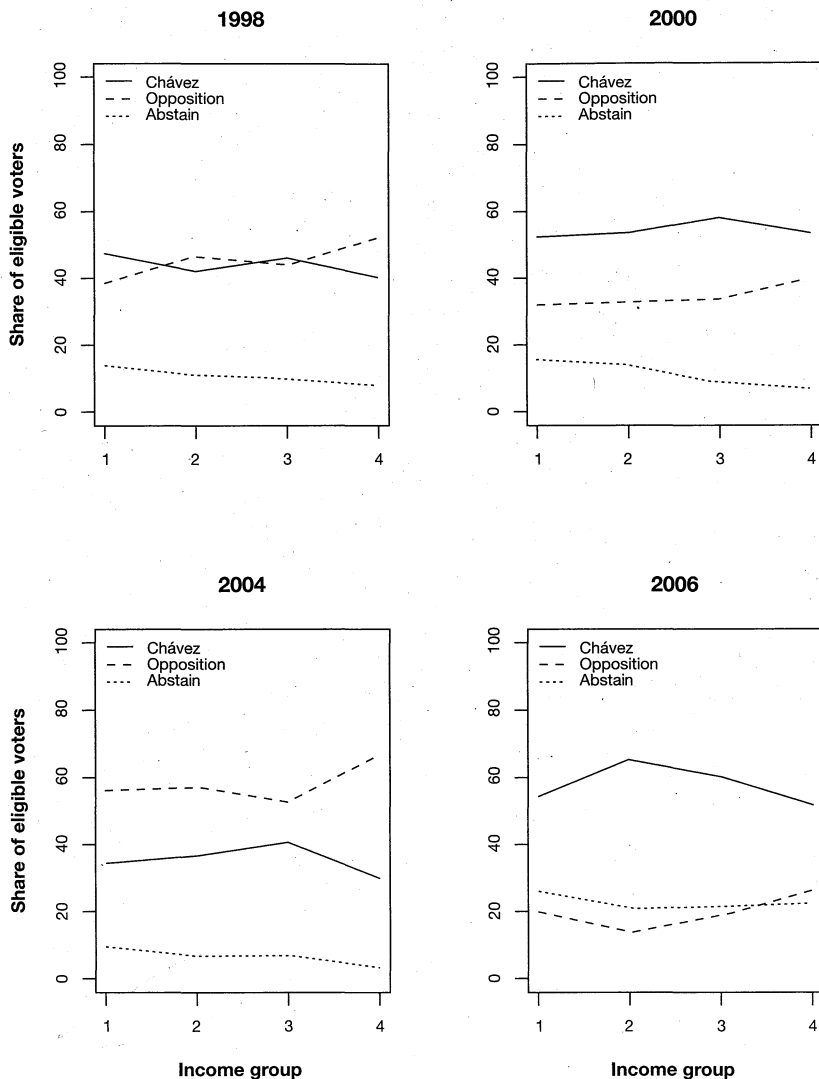 1998
Share of eligible voters
100
80
60
40
20
0
Chávez
Opposition
Abstain
1 2 3 4
2000
100
80
60
40
20
0
Chávez
Opposition
Abstain
1 2 3 4
2004
Share of eligible voters
100
80
60
40
20
0
Chávez
Opposition
Abstain
1 2 3 4
Income group
2006
100
80
60
40
20
0
Chávez
Opposition
Abstain
1 2 3 4
Income group